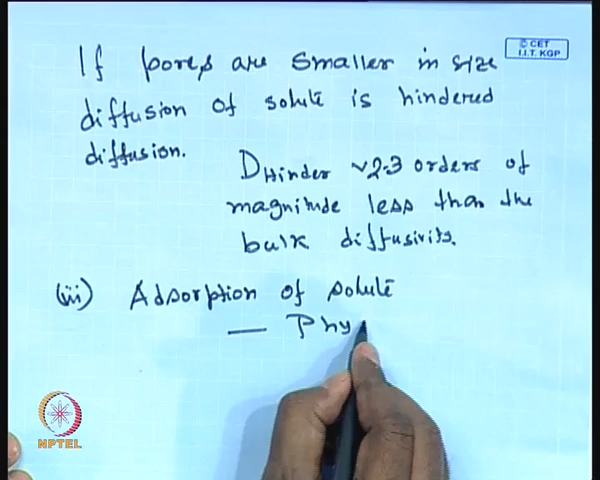 © CET
I.I.T. KGP
If pores are smaller in size
diffusion of solute is hindered
diffusion.
DHinder ~2-3 orders of
magnitude less than the
bulk diffusivity.
(iii) Adsorption of solute
— Phy
NPTEL